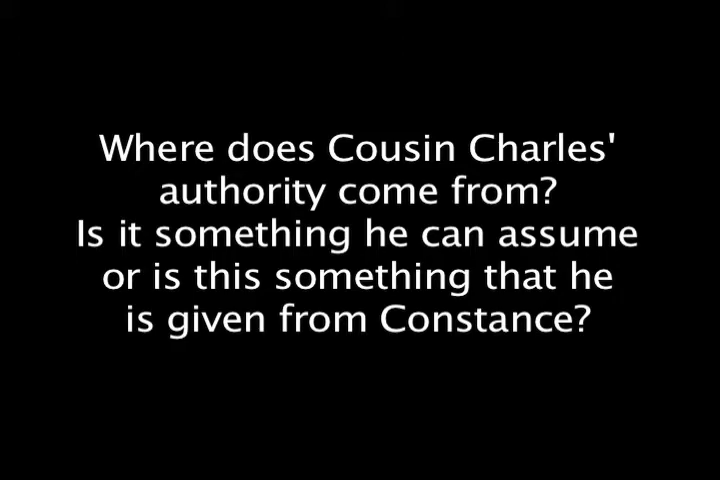 Where does Cousin Charles'
authority come from?
Is it something he can assume
or is this something that he
is given from Constance?